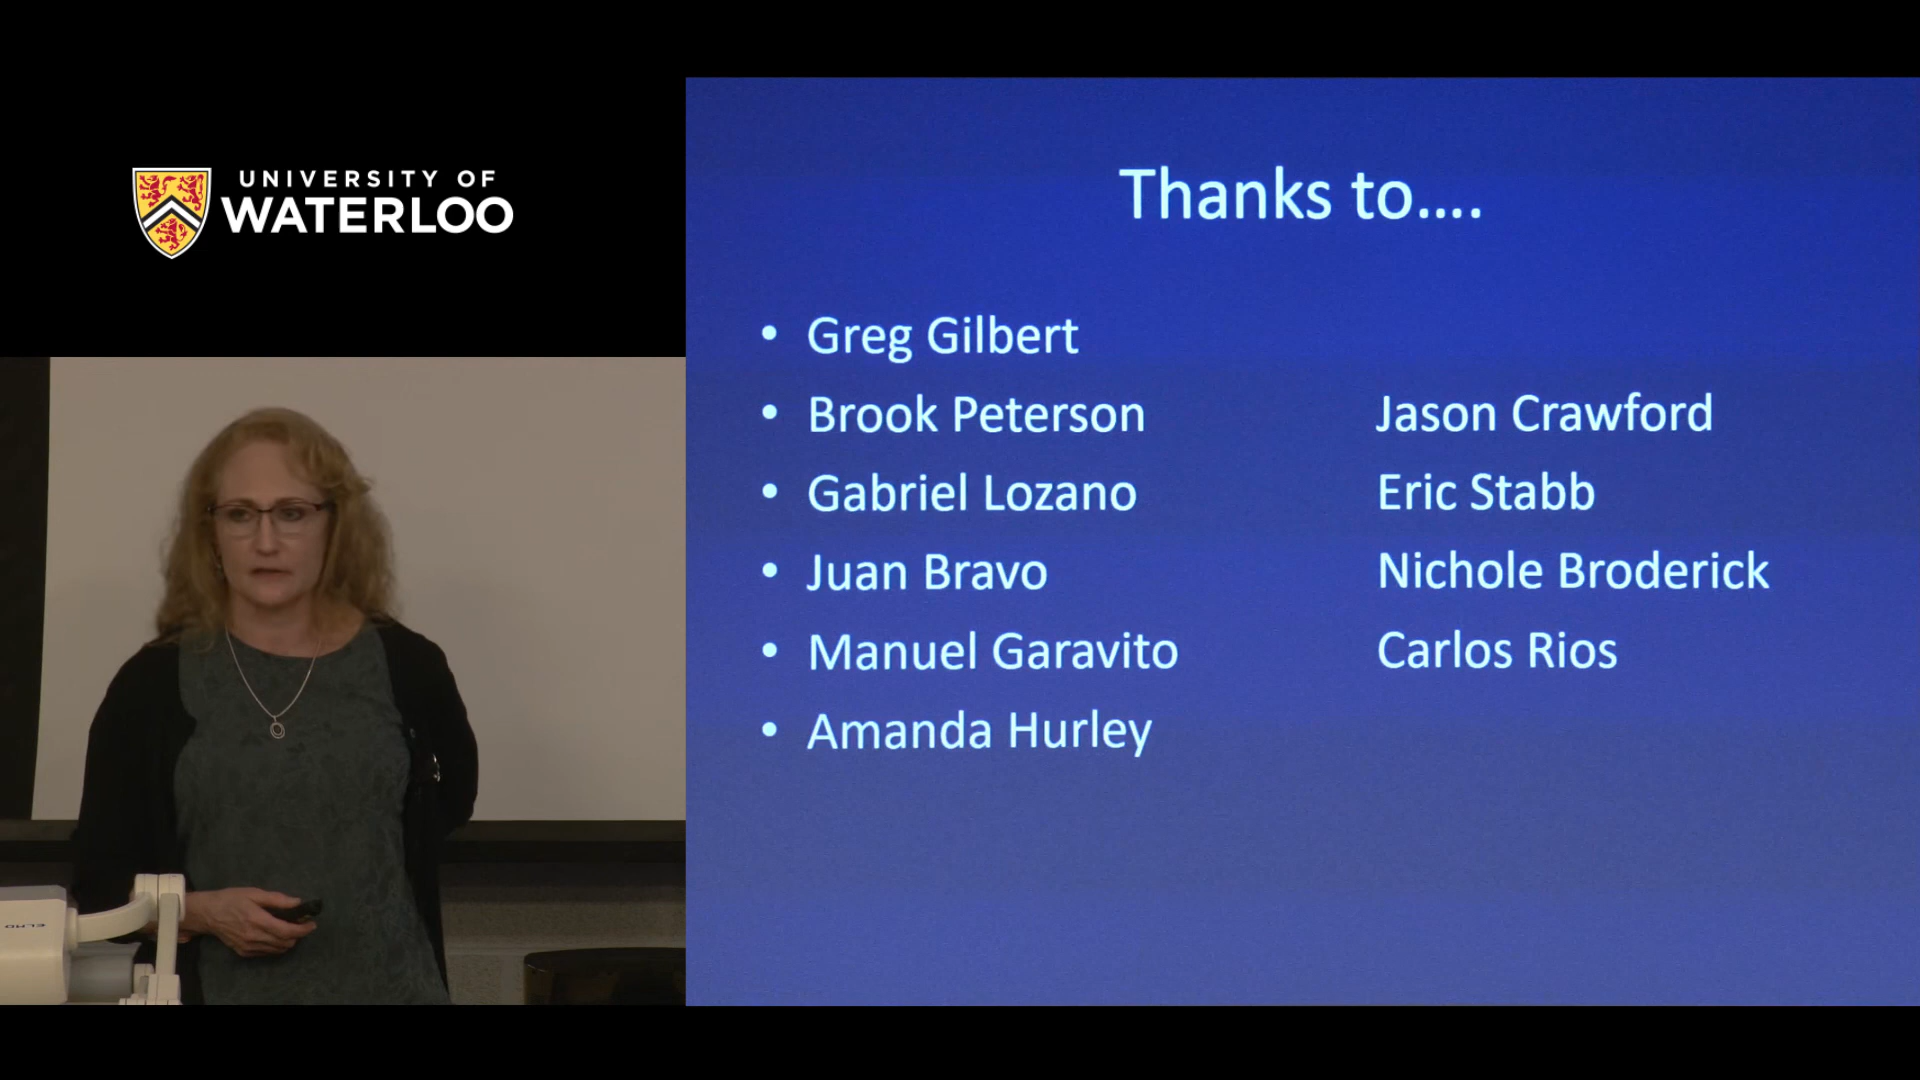 UNIVERSITY OF
WATERLOO
Thanks to....
• Greg Gilbert
• Brook Peterson
• Gabriel Lozano
• Juan Bravo
• Manuel Garavito
• Amanda Hurley
Jason Crawford
Eric Stabb
Nichole Broderick
Carlos Rios
ELMO